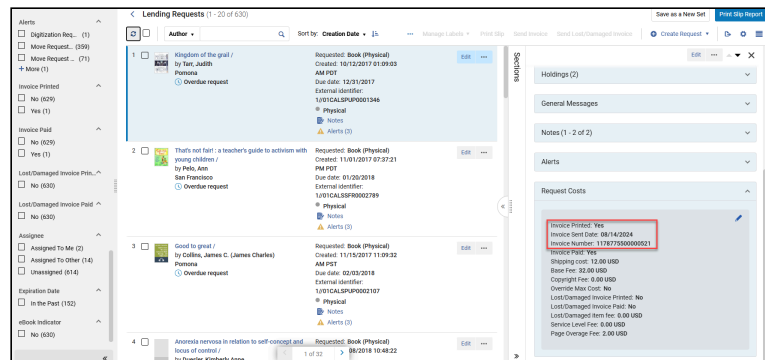 Lending Requests (1 - 20 of 630)
Save as a New Set
Print Slip Report
Author
Sort by: Creation Date
Manage Labels
Print Slip
Send Invoice
Send Lost/Damaged Invoice
Create Request
Alerts
Digitization Req... (1)
Move Request... (359)
Move Request ... (71)
+ More (1)
Invoice Printed
No (629)
Yes (1)
Invoice Paid
No (629)
Yes (1)
Lost/Damaged Invoice Prin...
No (630)
Lost/Damaged Invoice Paid
No (630)
Assignee
Assigned To Me (2)
Assigned To Other (14)
Unassigned (614)
Expiration Date
In the Past (152)
eBook Indicator
No (630)
1
Kingdom of the grail /
by Tarr, Judith
Pomona
Overdue request
Requested: Book (Physical)
Created: 10/12/2017 01:09:03
AM PDT
Due date: 12/31/2017
External identifier:
1//01CALSPUP0001346
Physical
Notes
Alerts (3)
Edit
2
That's not fair! : a teacher's guide to activism with
young children /
by Pelo, Ann
San Francisco
Overdue request
Requested: Book (Physical)
Created: 11/01/2017 07:37:21
PM PDT
Due date: 01/20/2018
External identifier:
1//01CALSSFR0002789
Physical
Notes
Alerts (3)
Edit
3
Good to great /
by Collins, James C. (James Charles)
Pomona
Overdue request
Requested: Book (Physical)
Created: 11/15/2017 11:09:32
AM PST
Due date: 02/03/2018
External identifier:
1//01CALSPUP0002107
Physical
Notes
Alerts (3)
Edit
4
Anorexia nervosa in relation to self-concept and
locus of control /
Requested: Book (Physical)
08/2018 10:48:22
Edit
1 of 32
Sections
Edit
Holdings (2)
General Messages
Notes (1 - 2 of 2)
Alerts
Request Costs
Invoice Printed: Yes
Invoice Sent Date: 08/14/2024
Invoice Number: 1178775500000521
Invoice Paid: Yes
Shipping cost: 12.00 USD
Base Fee: 32.00 USD
Copyright Fee: 0.00 USD
Override Max Cost: No
Lost/Damaged Invoice Printed: No
Lost/Damaged Invoice Paid: No
Lost/Damaged item fee: 0.00 USD
Service Level Fee: 0.00 USD
Page Overage Fee: 2.00 USD